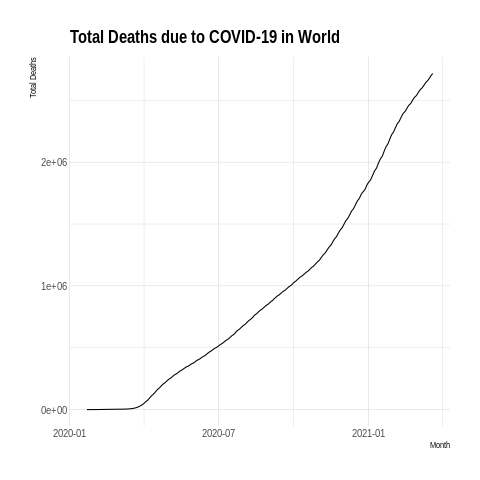 Total Deaths due to COVID-19 in World
Total Deaths
2e+06
1e+06
0e+00
2020-01 2020-07 2021-01
Month